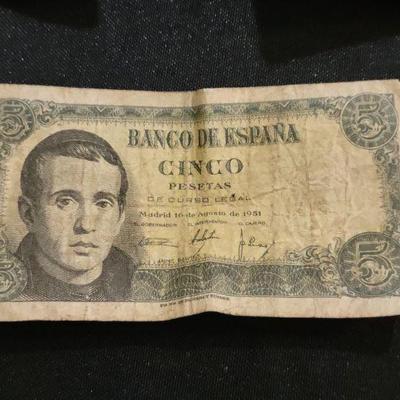 5 5
BANCO DE ESPAÑA
CINCO
PESETAS
DE CURSO LEGAL
Madrid 16 de Agosto de 1951
EL GOBERNADOR EL INTERVENTOR EL CAJERO
5 5